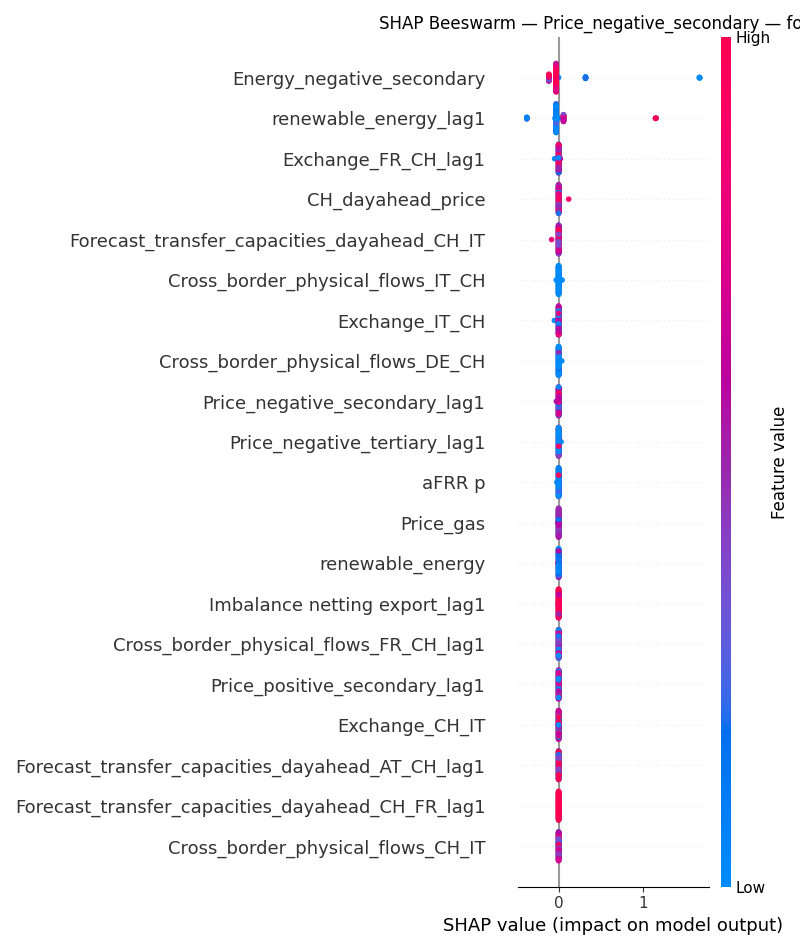 SHAP Beeswarm — Price_negative_secondary — fo
High
Energy_negative_secondary
renewable_energy_lag1
Exchange_FR_CH_lag1
CH_dayahead_price
Forecast_transfer_capacities_dayahead_CH_IT
Cross_border_physical_flows_IT_CH
Exchange_IT_CH
Cross_border_physical_flows_DE_CH
Price_negative_secondary_lag1
Price_negative_tertiary_lag1
aFRR p
Price_gas
renewable_energy
Imbalance netting export_lag1
Cross_border_physical_flows_FR_CH_lag1
Price_positive_secondary_lag1
Exchange_CH_IT
Forecast_transfer_capacities_dayahead_AT_CH_lag1
Forecast_transfer_capacities_dayahead_CH_FR_lag1
Cross_border_physical_flows_CH_IT
Feature value
Low
0 1
SHAP value (impact on model output)